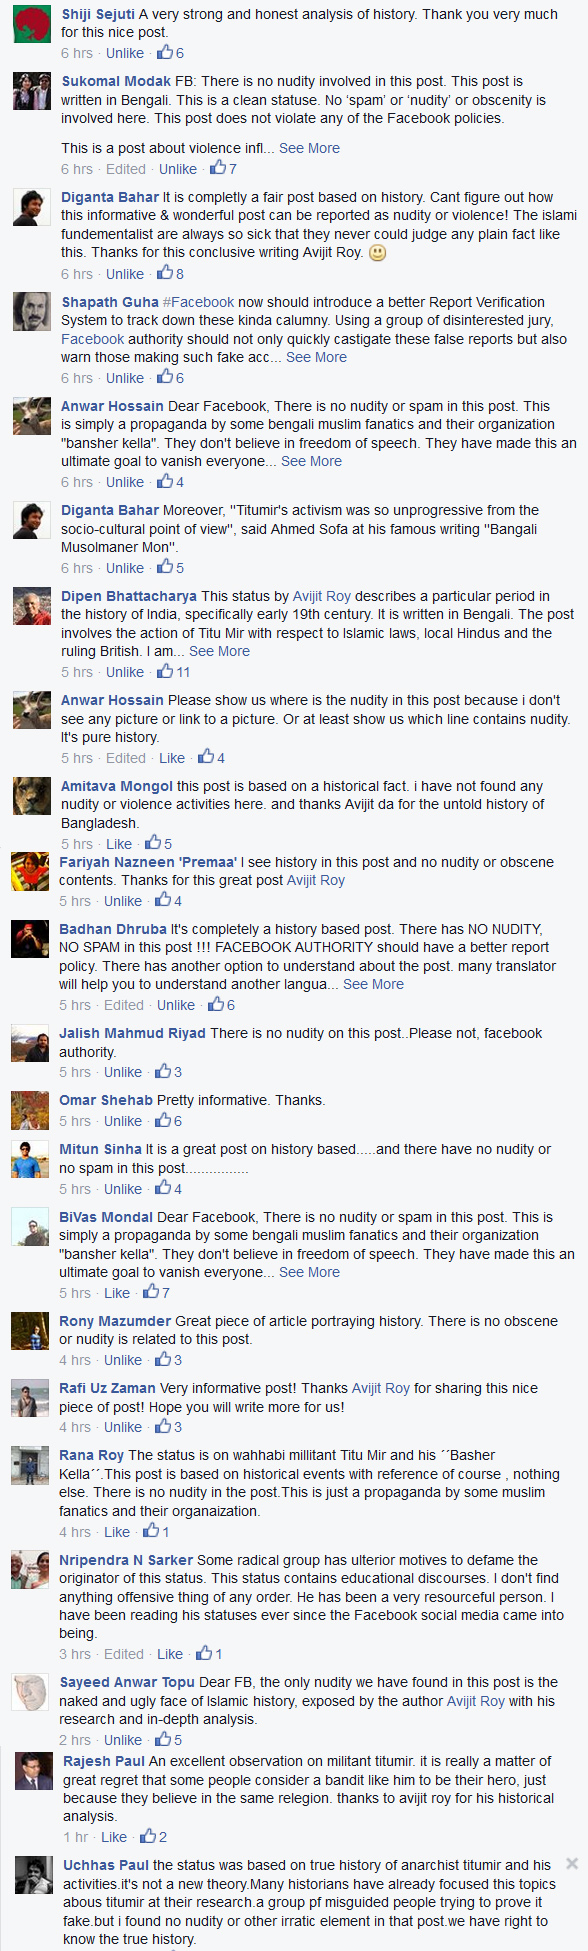 Shiji Sejuti A very strong and honest analysis of history. Thank you very much
for this nice post.
6 hrs · Unlike · 6
Sukomal Modak FB: There is no nudity involved in this post. This post is
written in Bengali. This is a clean statuse. No ‘spam’ or ‘nudity’ or obscenity is
involved here. This post does not violate any of the Facebook policies.
This is a post about violence infl... See More
6 hrs · Edited · Unlike · 7
Diganta Bahar It is completly a fair post based on history. Cant figure out how
this informative & wonderful post can be reported as nudity or violence! The islami
fundementalist are always so sick that they never could judge any plain fact like
this. Thanks for this conclusive writing Avijit Roy.
6 hrs · Unlike · 8
Shapath Guha #Facebook now should introduce a better Report Verification
System to track down these kinda calumny. Using a group of disinterested jury,
Facebook authority should not only quickly castigate these false reports but also
warn those making such fake acc... See More
6 hrs · Unlike · 6
Anwar Hossain Dear Facebook, There is no nudity or spam in this post. This
is simply a propaganda by some bengali muslim fanatics and their organization
"bansher kella". They don't believe in freedom of speech. They have made this an
ultimate goal to vanish everyone... See More
6 hrs · Unlike · 4
Diganta Bahar Moreover, "Titumir's activism was so unprogressive from the
socio-cultural point of view", said Ahmed Sofa at his famous writing "Bangali
Musolmaner Mon".
6 hrs · Unlike · 5
Dipen Bhattacharya This status by Avijit Roy describes a particular period in
the history of India, specifically early 19th century. It is written in Bengali. The post
involves the action of Titu Mir with respect to Islamic laws, local Hindus and the
ruling British. I am... See More
5 hrs · Unlike · 11
Anwar Hossain Please show us where is the nudity in this post because i don't
see any picture or link to a picture. Or at least show us which line contains nudity.
It's pure history.
5 hrs · Edited · Like · 4
Amitava Mongol this post is based on a historical fact. i have not found any
nudity or violence activities here. and thanks Avijit da for the untold history of
Bangladesh.
5 hrs · Like · 5
Fariyah Nazneen 'Premaa' I see history in this post and no nudity or obscene
contents. Thanks for this great post Avijit Roy
5 hrs · Unlike · 4
Badhan Dhruba It's completely a history based post. There has NO NUDITY,
NO SPAM in this post !!! FACEBOOK AUTHORITY should have a better report
policy. There has another option to understand about the post. many translator
will help you to understand another langua... See More
5 hrs · Edited · Unlike · 6
Jalish Mahmud Riyad There is no nudity on this post..Please not, facebook
authority.
5 hrs · Unlike · 3
Omar Shehab Pretty informative. Thanks.
5 hrs · Unlike · 6
Mitun Sinha It is a great post on history based.....and there have no nudity or
no spam in this post................
5 hrs · Unlike · 4
BiVas Mondal Dear Facebook, There is no nudity or spam in this post. This is
simply a propaganda by some bengali muslim fanatics and their organization
"bansher kella". They don't believe in freedom of speech. They have made this an
ultimate goal to vanish everyone... See More
5 hrs · Like · 7
Rony Mazumder Great piece of article portraying history. There is no obscene
or nudity is related to this post.
4 hrs · Unlike · 3
Rafi Uz Zaman Very informative post! Thanks Avijit Roy for sharing this nice
piece of post! Hope you will write more for us!
4 hrs · Unlike · 3
Rana Roy The status is on wahhabi millitant Titu Mir and his ´´Basher
Kella´´.This post is based on historical events with reference of course , nothing
else. There is no nudity in the post.This is just a propaganda by some muslim
fanatics and their organaization.
4 hrs · Like · 1
Nripendra N Sarker Some radical group has ulterior motives to defame the
originator of this status. This status contains educational discourses. I don't find
anything offensive thing of any order. He has been a very resourceful person. I
have been reading his statuses ever since the Facebook social media came into
being.
3 hrs · Edited · Like · 1
Sayeed Anwar Topu Dear FB, the only nudity we have found in this post is the
naked and ugly face of Islamic history, exposed by the author Avijit Roy with his
research and in-depth analysis.
2 hrs · Unlike · 5
Rajesh Paul An excellent observation on militant titumir. it is really a matter of
great regret that some people consider a bandit like him to be their hero, just
because they believe in the same relegion. thanks to avijit roy for his historical
analysis.
1 hr · Like · 2
Uchhas Paul the status was based on true history of anarchist titumir and his
activities.it's not a new theory.Many historians have already focused this topics
abous titumir at their research.a group pf misguided people trying to prove it
fake.but i found no nudity or other irratic element in that post.we have right to
know the true history.